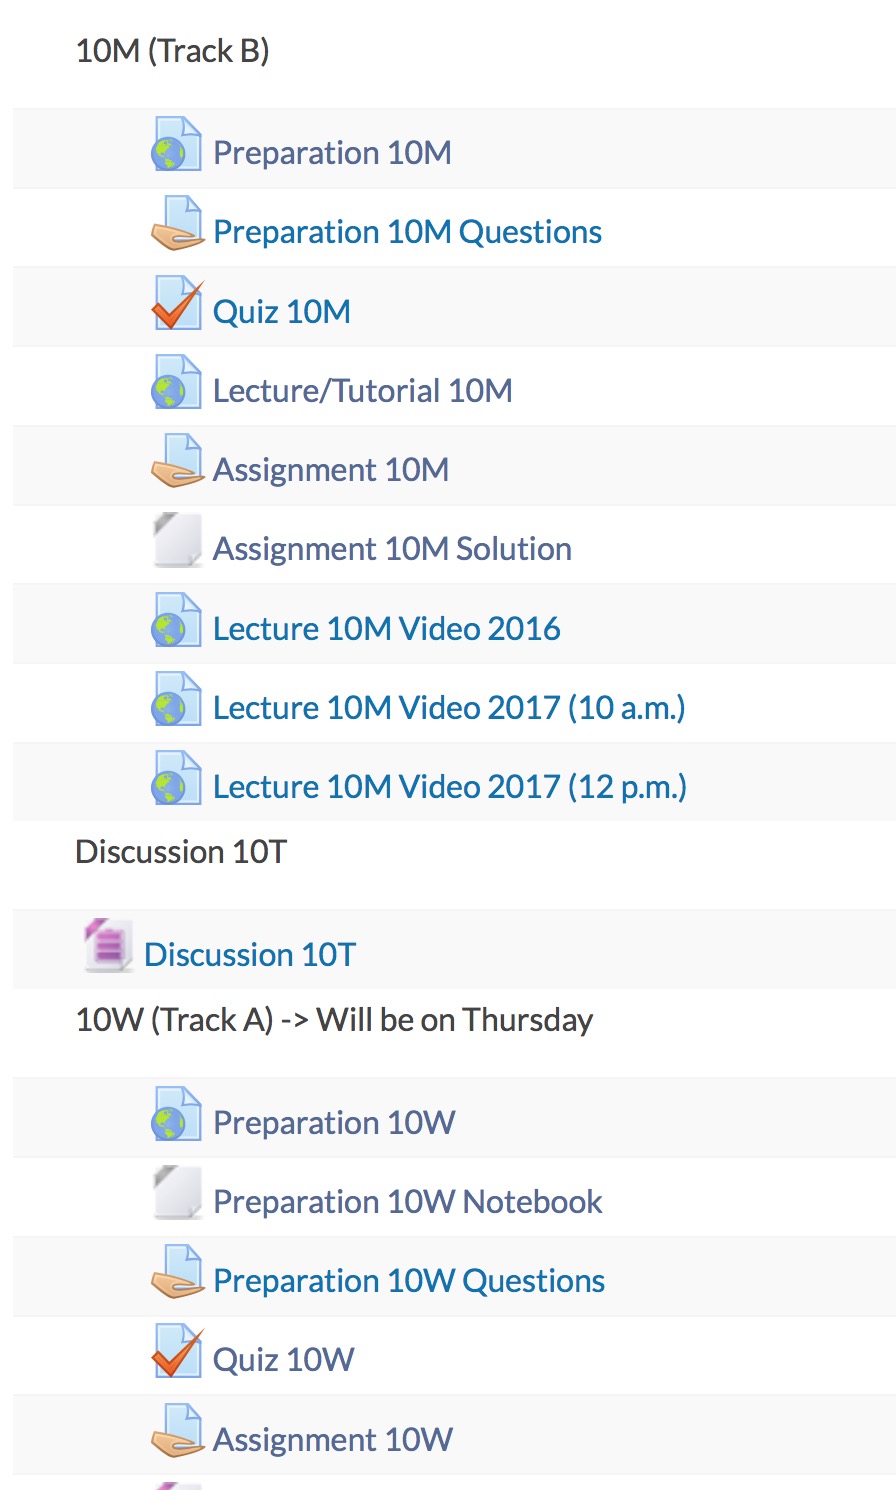 10M (Track B)
Preparation 10M
Preparation 10M Questions
Quiz 10M
Lecture/Tutorial 10M
Assignment 10M
Assignment 10M Solution
Lecture 10M Video 2016
Lecture 10M Video 2017 (10 a.m.)
Lecture 10M Video 2017 (12 p.m.)
Discussion 10T
Discussion 10T
10W (Track A) -> Will be on Thursday
Preparation 10W
Preparation 10W Notebook
Preparation 10W Questions
Quiz 10W
Assignment 10W